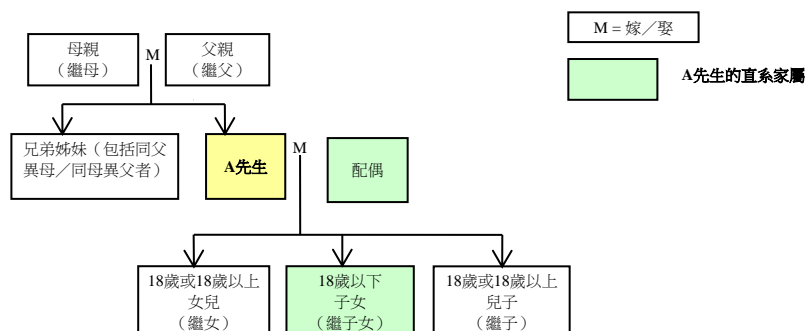 M = 嫁／娶
A先生的直系家屬
母親
（繼母）
M
父親
（繼父）
兄弟姊妹（包括同父
異母／同母異父者）
A先生
M
配偶
18歲或18歲以上
女兒
（繼女）
18歲以下
子女
（繼子女）
18歲或18歲以上
兒子
（繼子）